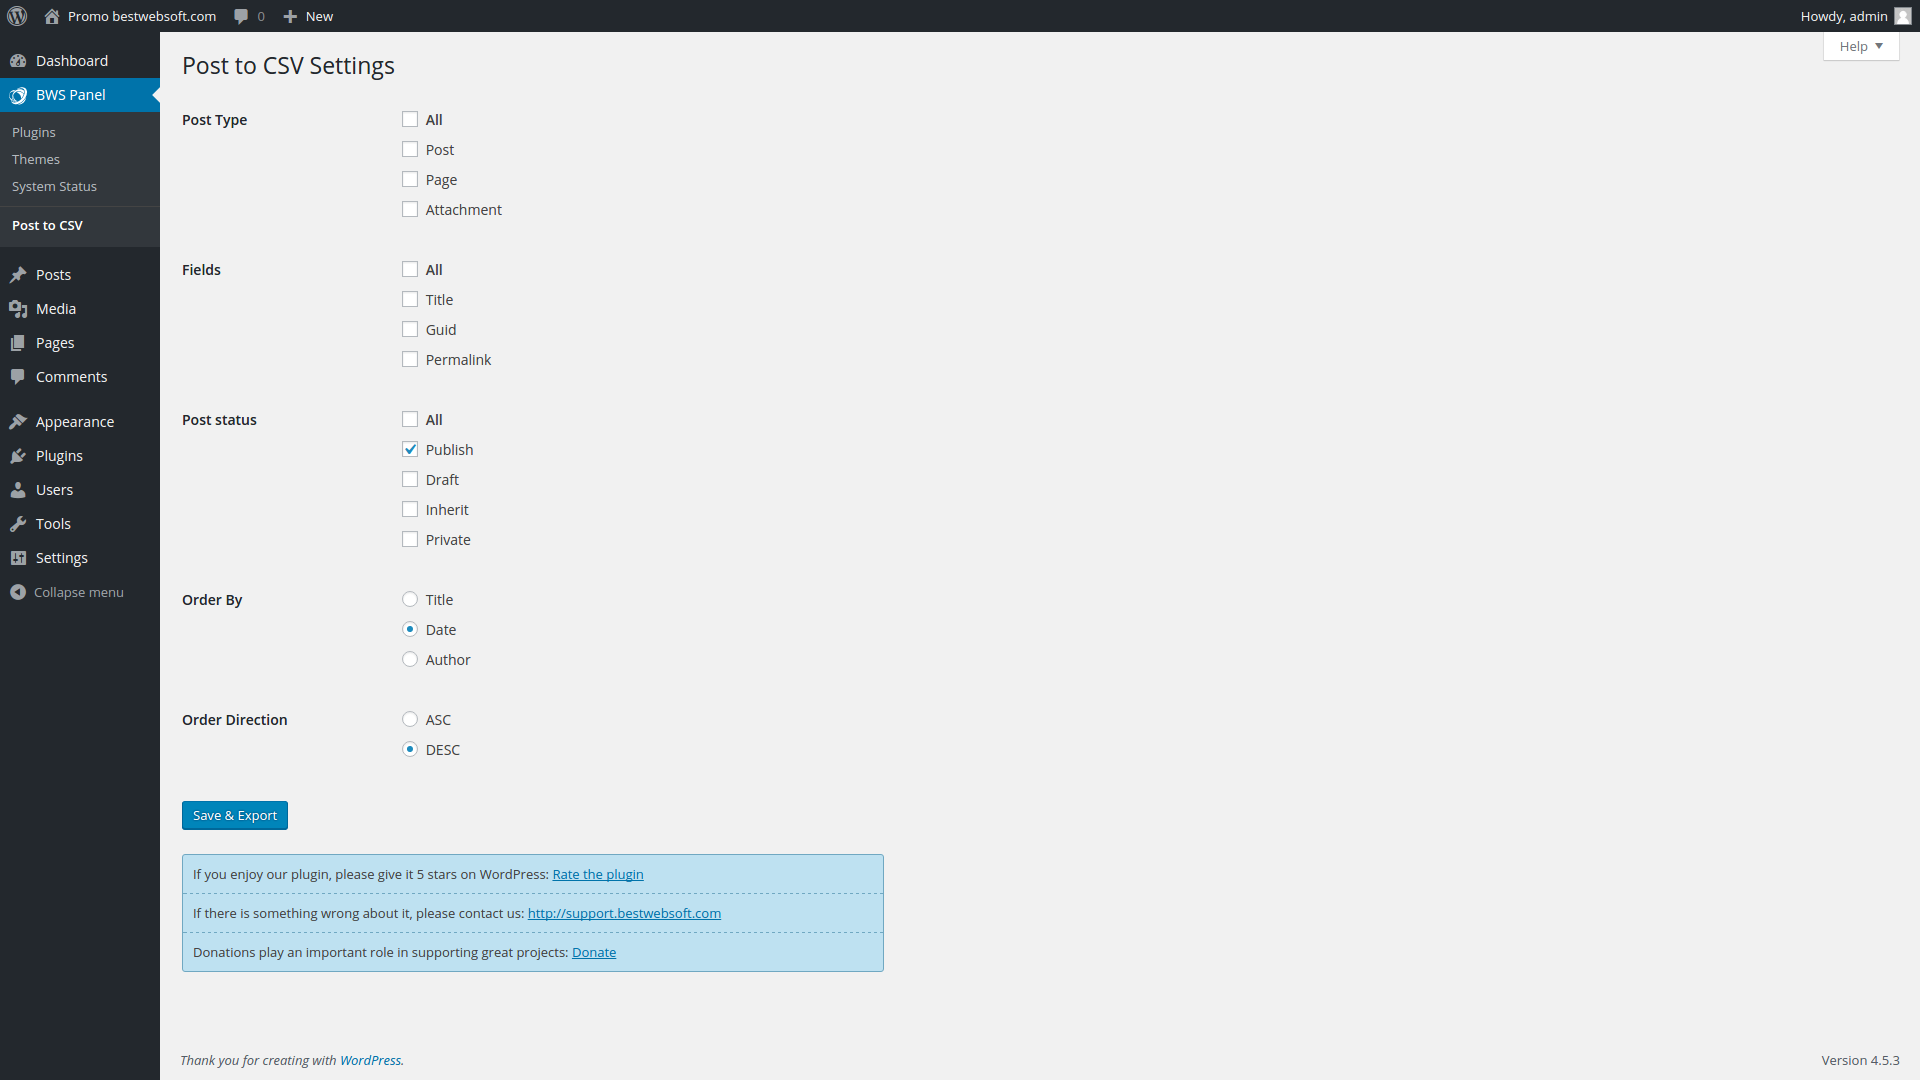 Promo bestwebsoft.com 0 New Howdy, admin
Help
Dashboard
BWS Panel
Plugins
Themes
System Status
Post to CSV
Posts
Media
Pages
Comments
Appearance
Plugins
Users
Tools
Settings
Collapse menu
Post to CSV Settings
Post Type
All
Post
Page
Attachment
Fields
All
Title
Guid
Permalink
Post status
All
Publish
Draft
Inherit
Private
Order By
Title
Date
Author
Order Direction
ASC
DESC
Save & Export
If you enjoy our plugin, please give it 5 stars on WordPress: Rate the plugin
If there is something wrong about it, please contact us: http://support.bestwebsoft.com
Donations play an important role in supporting great projects: Donate
Thank you for creating with WordPress.
Version 4.5.3